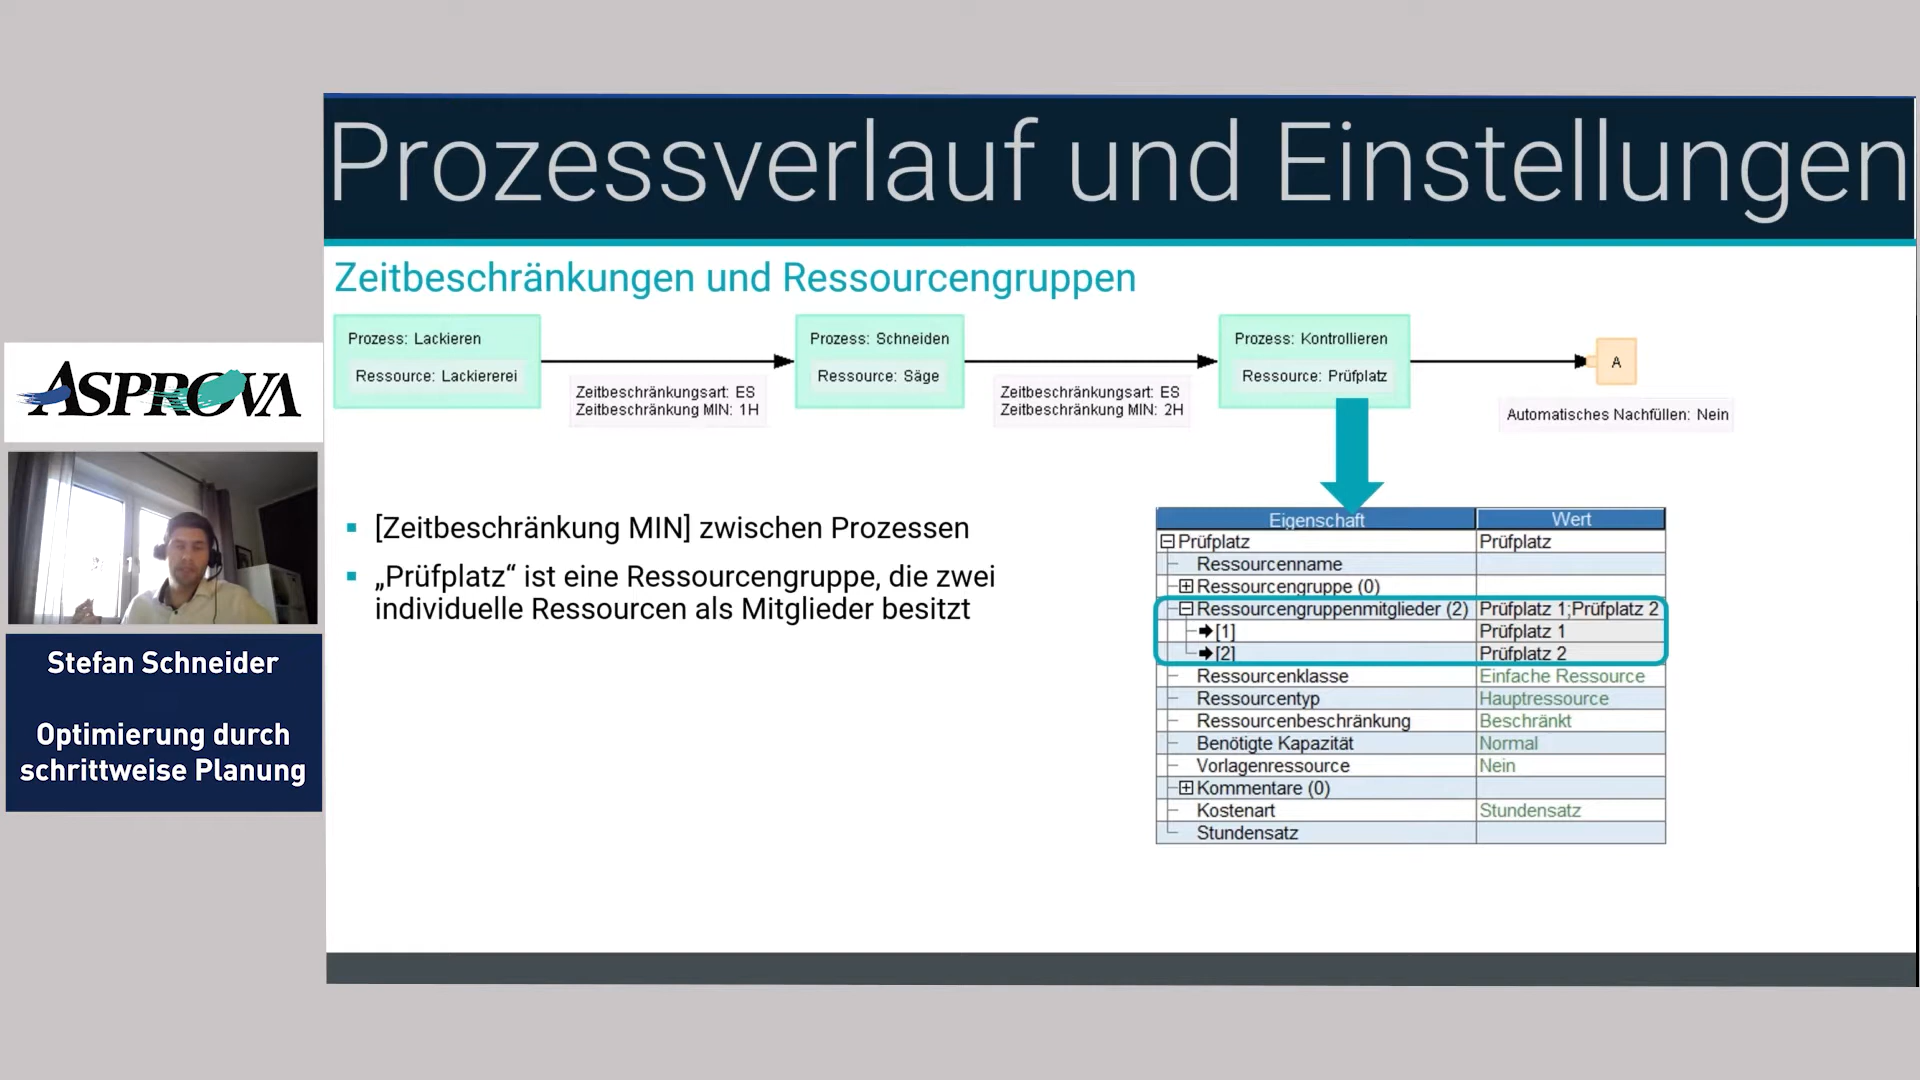 Prozessverlauf und Einstellungen
Zeitbeschränkungen und Ressourcengruppen
Prozess: Lackieren
Ressource: Lackiererei
Zeitbeschränkungsart: ES
Zeitbeschränkung MIN: 1H
Prozess: Schneiden
Ressource: Säge
Zeitbeschränkungsart: ES
Zeitbeschränkung MIN: 2H
Prozess: Kontrollieren
Ressource: Prüfplatz
A
Automatisches Nachfüllen: Nein
ASPROVA
Stefan Schneider
Optimierung durch
schrittweise Planung
[Zeitbeschränkung MIN] zwischen Prozessen
„Prüfplatz“ ist eine Ressourcengruppe, die zwei
individuelle Ressourcen als Mitglieder besitzt
Eigenschaft Wert
Prüfplatz Prüfplatz
Ressourcenname
Ressourcengruppe (0)
Ressourcengruppenmitglieder (2) Prüfplatz 1;Prüfplatz 2
[1] Prüfplatz 1
[2] Prüfplatz 2
Ressourcenklasse Einfache Ressource
Ressourcentyp Hauptressource
Ressourcenbeschränkung Beschränkt
Benötigte Kapazität Normal
Vorlagenressource Nein
Kommentare (0)
Kostenart Stundensatz
Stundensatz